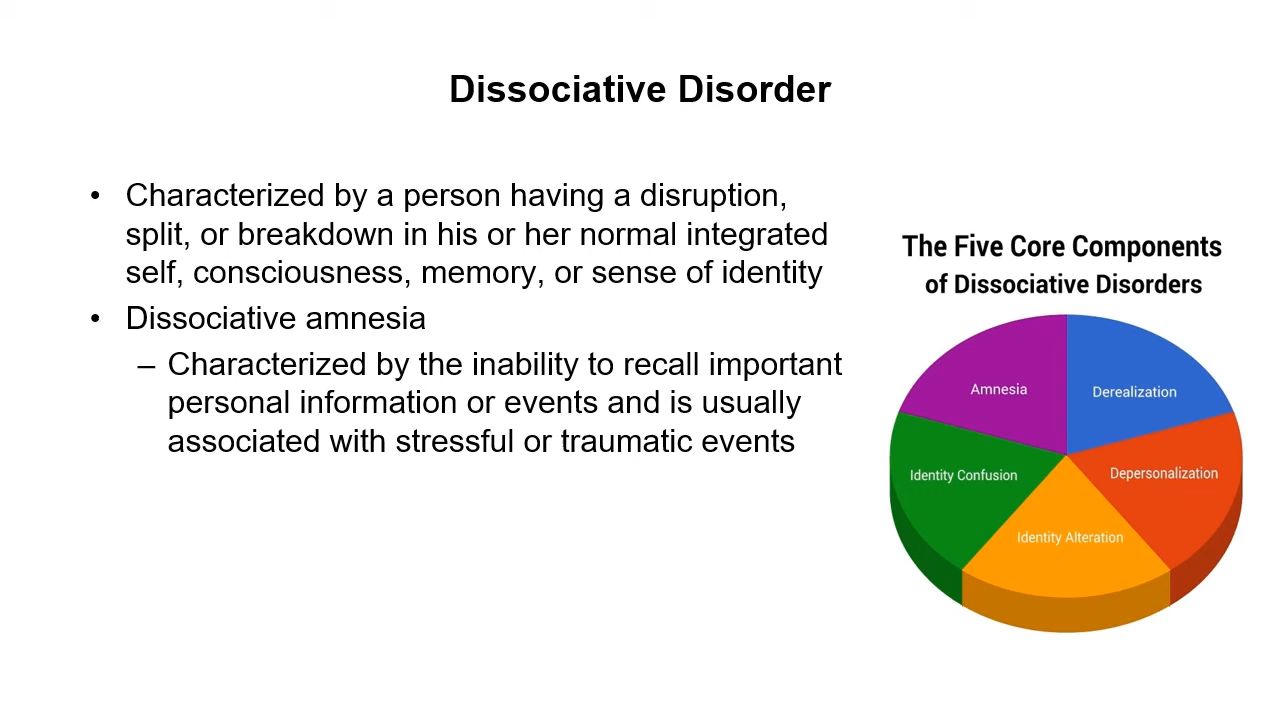 Dissociative Disorder
• Characterized by a person having a disruption,
split, or breakdown in his or her normal integrated
self, consciousness, memory, or sense of identity
• Dissociative amnesia
– Characterized by the inability to recall important
personal information or events and is usually
associated with stressful or traumatic events
The Five Core Components
of Dissociative Disorders
Amnesia
Derealization
Identity Confusion
Depersonalization
Identity Alteration